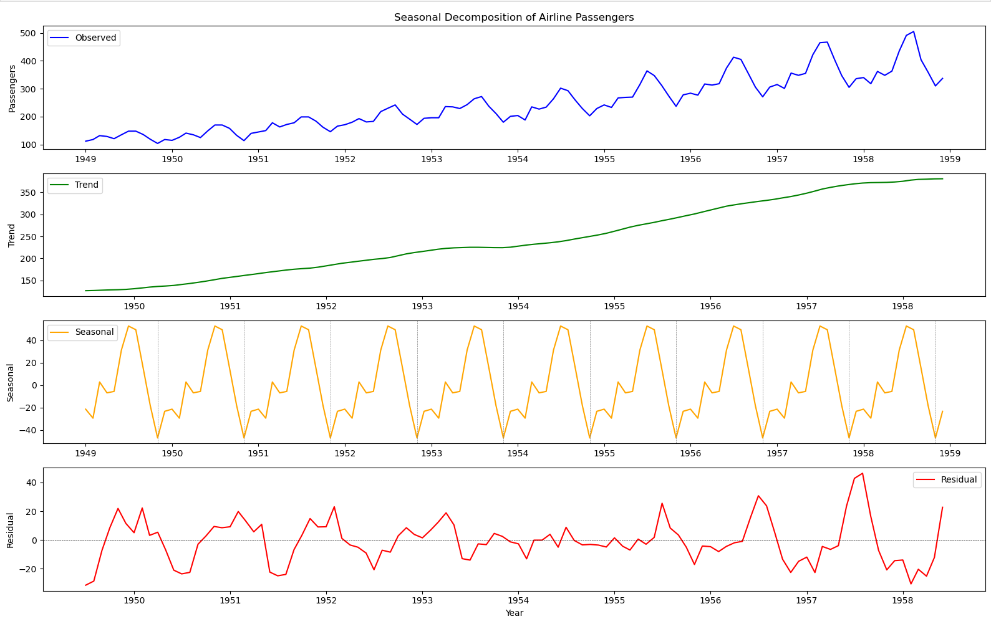 Seasonal Decomposition of Airline Passengers
Observed
Passengers
500
400
300
200
100
1949 1950 1951 1952 1953 1954 1955 1956 1957 1958 1959
Trend
Trend
350
300
250
200
150
1950 1951 1952 1953 1954 1955 1956 1957 1958
Seasonal
Seasonal
40
20
0
−20
−40
1949 1950 1951 1952 1953 1954 1955 1956 1957 1958 1959
Residual
Residual
40
20
0
−20
1950 1951 1952 1953 1954 1955 1956 1957 1958
Year